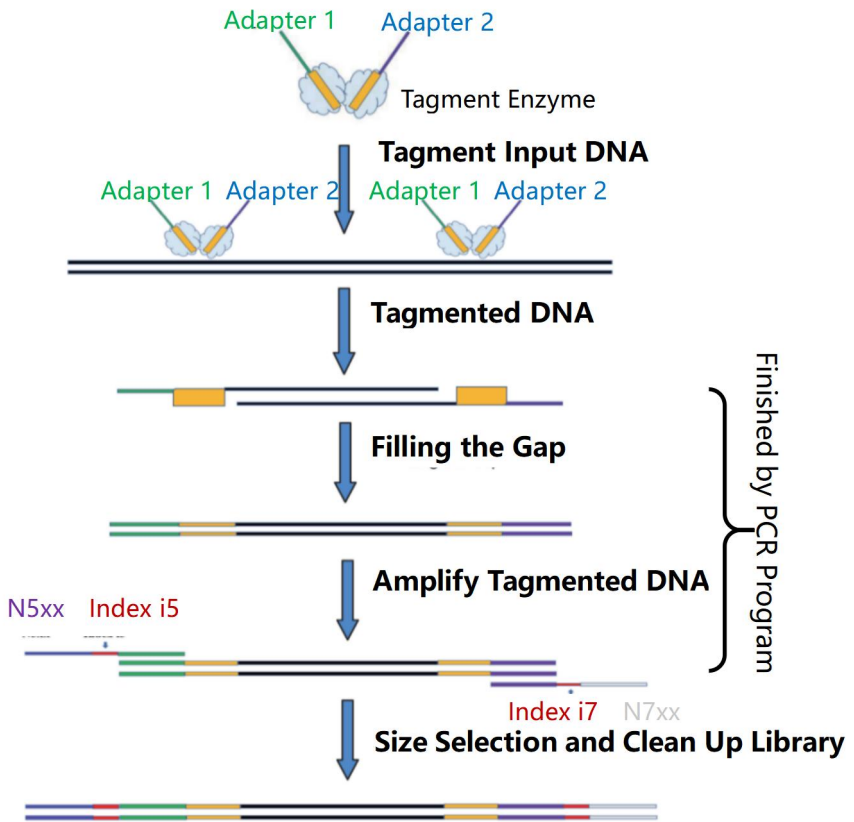 Adapter 1 Adapter 2
Tagment Enzyme
Tagment Input DNA
Adapter 1 Adapter 2 Adapter 1 Adapter 2
Tagmented DNA
Filling the Gap
Amplify Tagmented DNA
Finished by PCR Program
N5xx Index i5
Index i7 N7xx
Size Selection and Clean Up Library